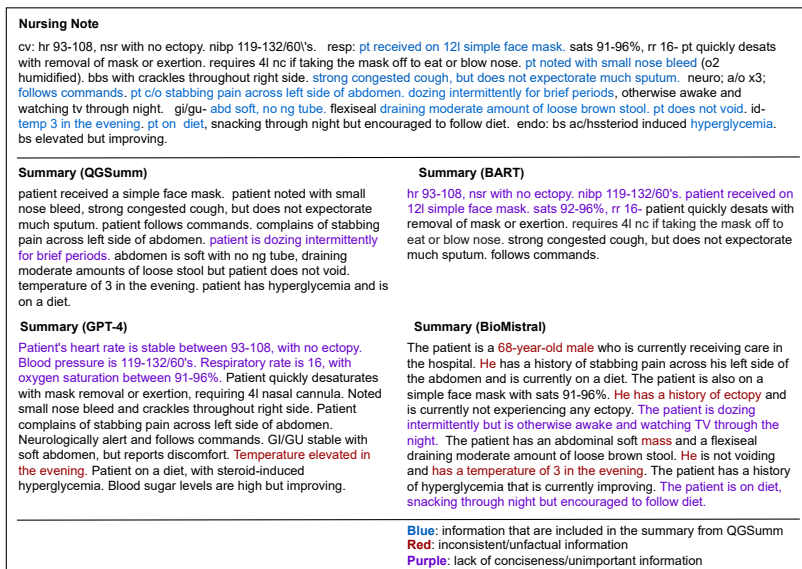 Nursing Note
cv: hr 93-108, nsr with no ectopy. nibp 119-132/60\'s.  resp: pt received on 12l simple face mask. sats 91-96%, rr 16- pt quickly desats
with removal of mask or exertion. requires 4l nc if taking the mask off to eat or blow nose. pt noted with small nose bleed (o2
humidified). bbs with crackles throughout right side. strong congested cough, but does not expectorate much sputum.  neuro; a/o x3;
follows commands. pt c/o stabbing pain across left side of abdomen. dozing intermittently for brief periods, otherwise awake and
watching tv through night.   gi/gu- abd soft, no ng tube. flexiseal draining moderate amount of loose brown stool. pt does not void. id-
temp 3 in the evening. pt on  diet, snacking through night but encouraged to follow diet.  endo: bs ac/hssteriod induced hyperglycemia.
bs elevated but improving.
Summary (QGSumm)
patient received a simple face mask.  patient noted with small
nose bleed, strong congested cough, but does not expectorate
much sputum. patient follows commands. complains of stabbing
pain across left side of abdomen. patient is dozing intermittently
for brief periods. abdomen is soft with no ng tube, draining
moderate amounts of loose stool but patient does not void.
temperature of 3 in the evening. patient has hyperglycemia and is
on a diet.
Summary (BART)
hr 93-108, nsr with no ectopy. nibp 119-132/60's. patient received on
12l simple face mask. sats 92-96%, rr 16- patient quickly desats with
removal of mask or exertion. requires 4l nc if taking the mask off to
eat or blow nose. strong congested cough, but does not expectorate
much sputum. follows commands.
Summary (GPT-4)
Patient's heart rate is stable between 93-108, with no ectopy.
Blood pressure is 119-132/60's. Respiratory rate is 16, with
oxygen saturation between 91-96%. Patient quickly desaturates
with mask removal or exertion, requiring 4l nasal cannula. Noted
small nose bleed and crackles throughout right side. Patient
complains of stabbing pain across left side of abdomen.
Neurologically alert and follows commands. GI/GU stable with
soft abdomen, but reports discomfort. Temperature elevated in
the evening. Patient on a diet, with steroid-induced
hyperglycemia. Blood sugar levels are high but improving.
Summary (BioMistral)
The patient is a 68-year-old male who is currently receiving care in
the hospital. He has a history of stabbing pain across his left side of
the abdomen and is currently on a diet. The patient is also on a
simple face mask with sats 91-96%. He has a history of ectopy and
is currently not experiencing any ectopy. The patient is dozing
intermittently but is otherwise awake and watching TV through the
night.  The patient has an abdominal soft mass and a flexiseal
draining moderate amount of loose brown stool. He is not voiding
and has a temperature of 3 in the evening. The patient has a history
of hyperglycemia that is currently improving. The patient is on diet,
snacking through night but encouraged to follow diet.
Blue: information that are included in the summary from QGSumm
Red: inconsistent/unfactual information
Purple: lack of conciseness/unimportant information